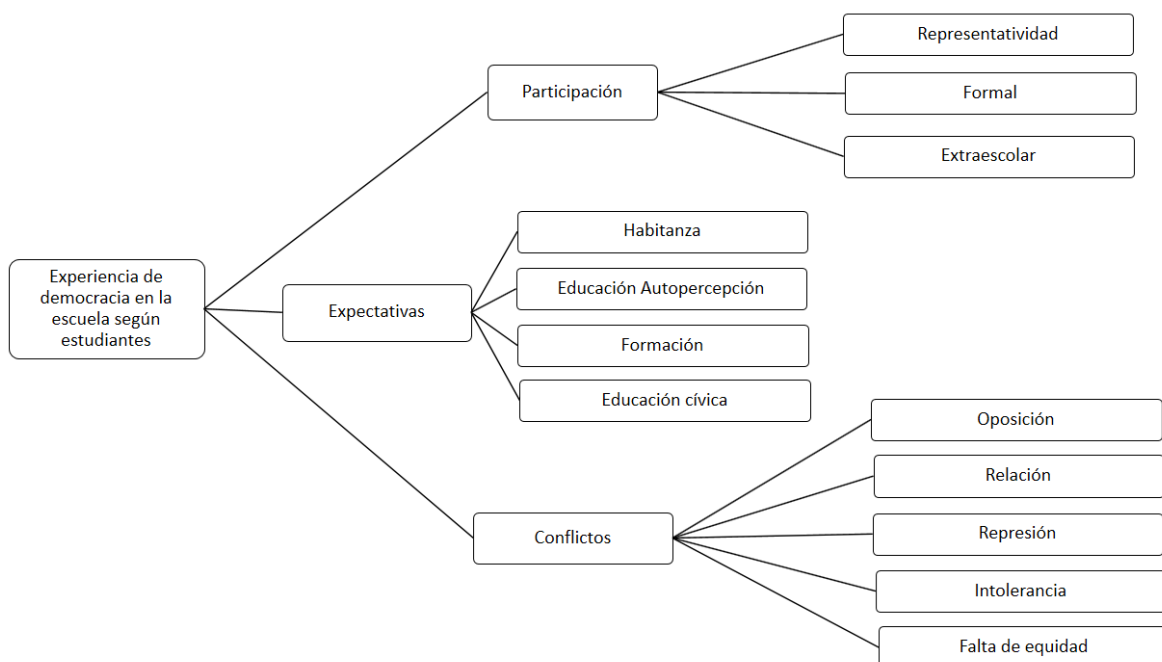 Experiencia de
democracia en la
escuela según
estudiantes
Participación
Representatividad
Formal
Extraescolar
Expectativas
Habitanza
Educación Autopercepción
Formación
Educación cívica
Conflictos
Oposición
Relación
Represión
Intolerancia
Falta de equidad